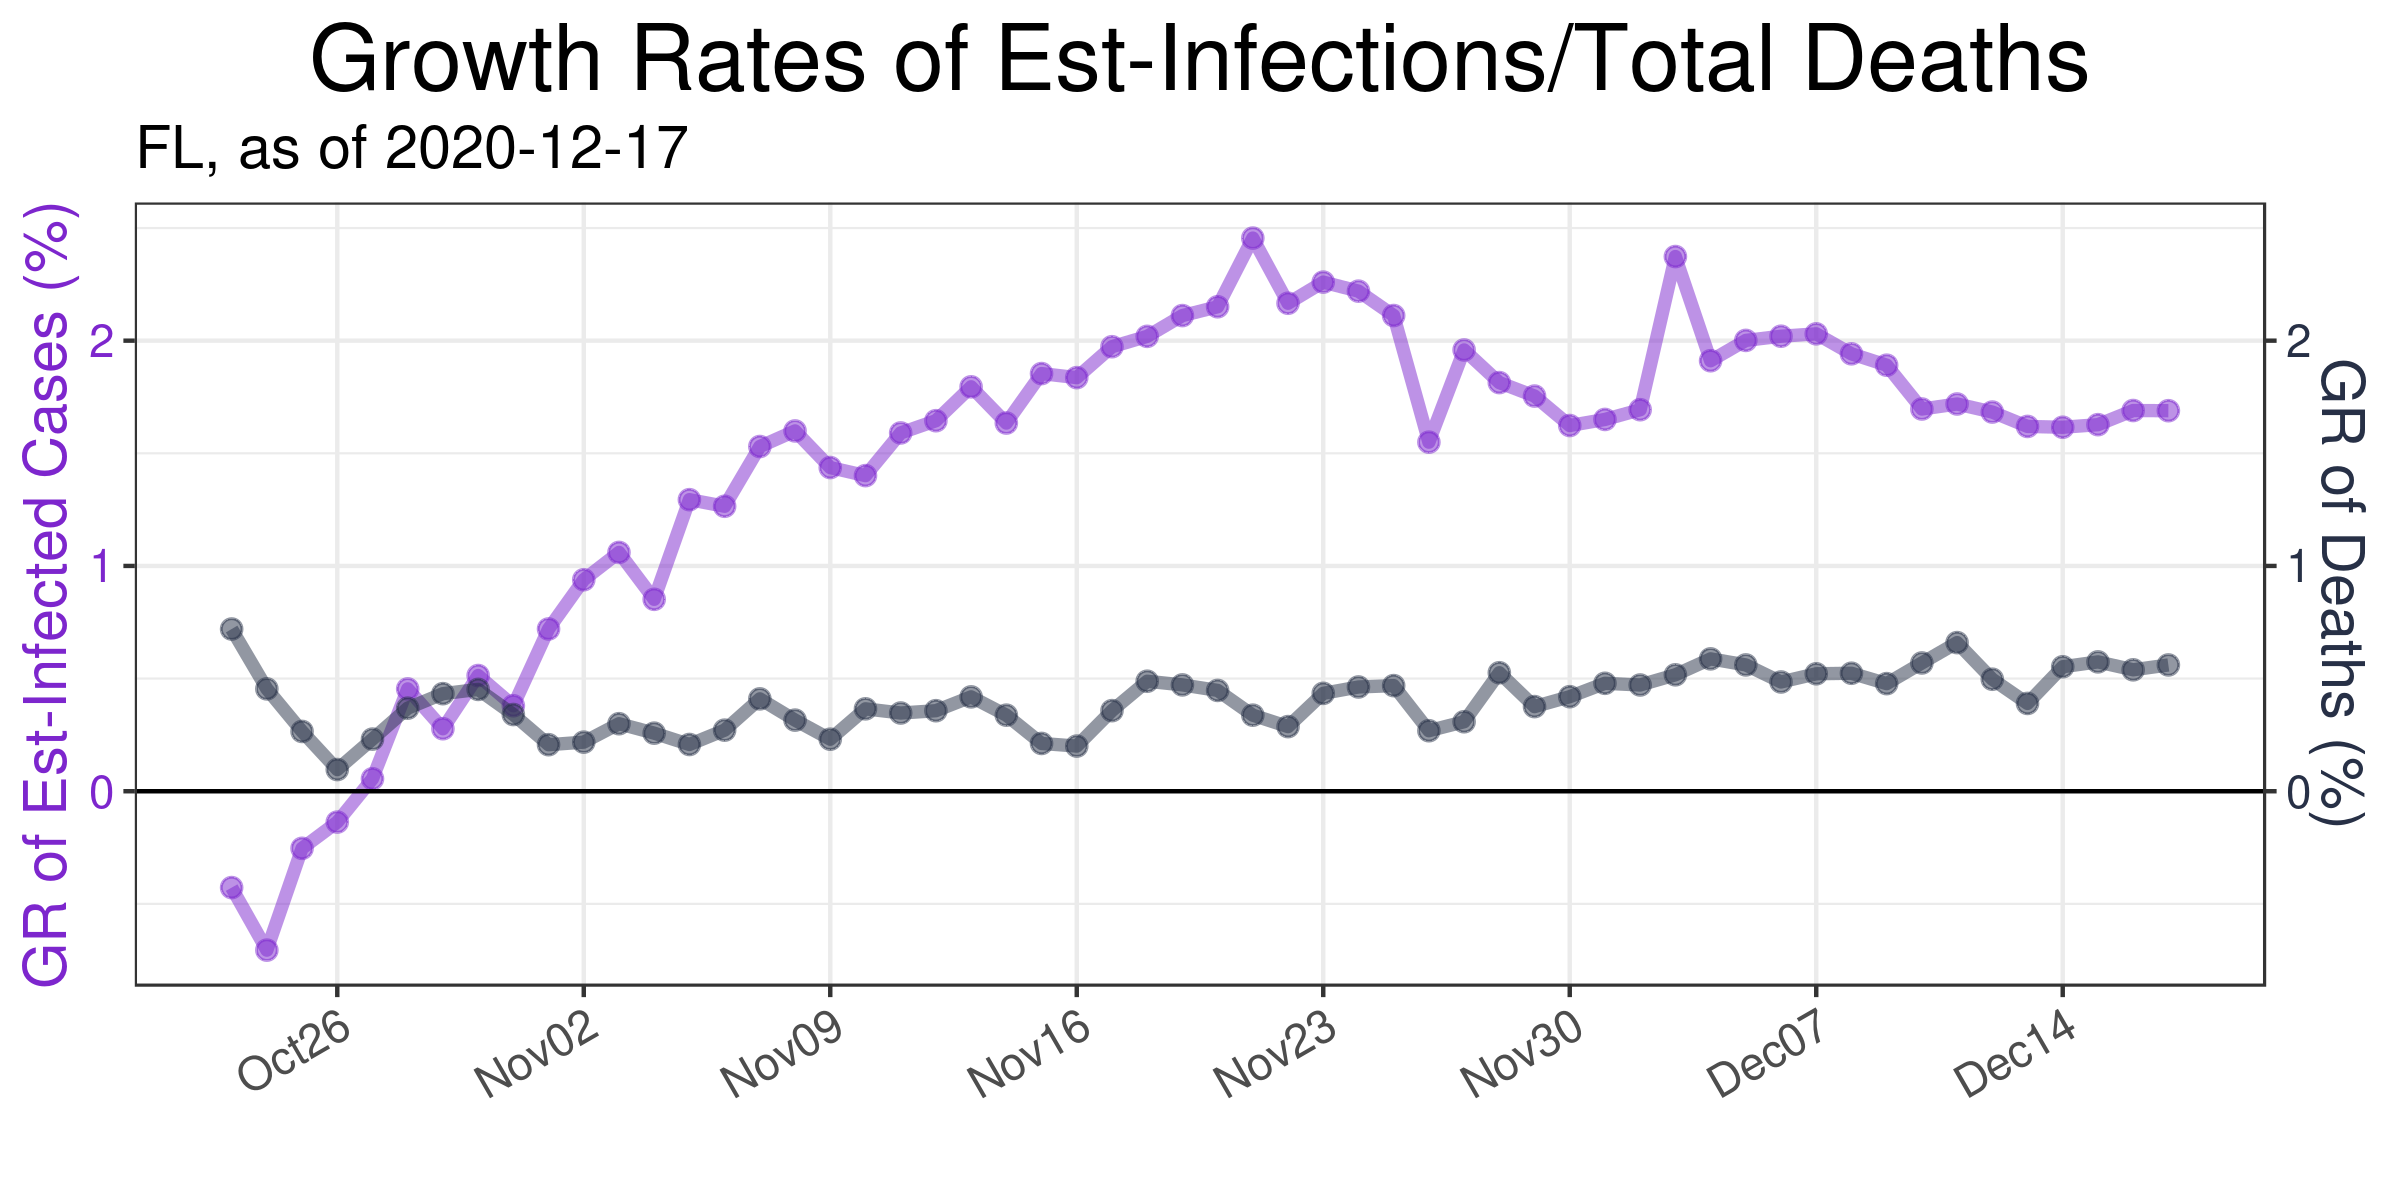 Growth Rates of Est-Infections/Total Deaths
FL, as of 2020-12-17
GR of Est-Infected Cases (%)
2
1
0
2
1
0
GR of Deaths (%)
Oct26
Nov02
Nov09
Nov16
Nov23
Nov30
Dec07
Dec14